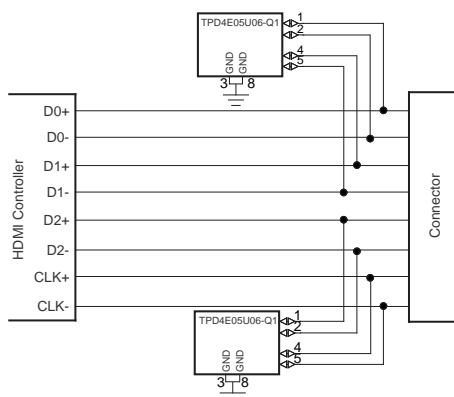 TPD4E05U06-Q1
1
2
4
5
GND
GND
3
8
HDMI Controller
D0+
D0-
D1+
D1-
D2+
D2-
CLK+
CLK-
Connector
TPD4E05U06-Q1
1
2
4
5
GND
GND
3
8